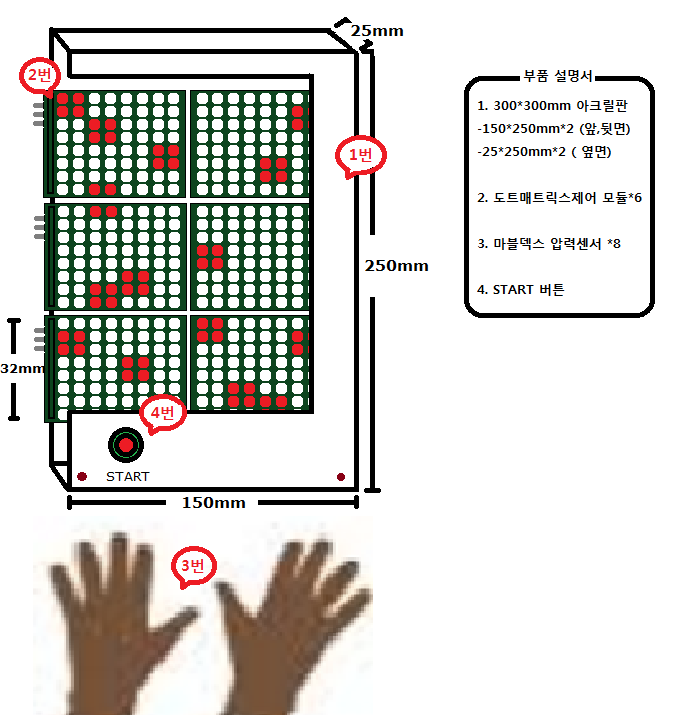 25mm
2번
부품 설명서
1. 300*300mm 아크릴판
-150*250mm*2 (앞,뒷면)
-25*250mm*2 ( 옆면)
1번
2. 도트매트릭스제어 모듈*6
3. 마블덱스 압력센서 *8
250mm
4. START 버튼
32mm
4번
START
150mm
3번